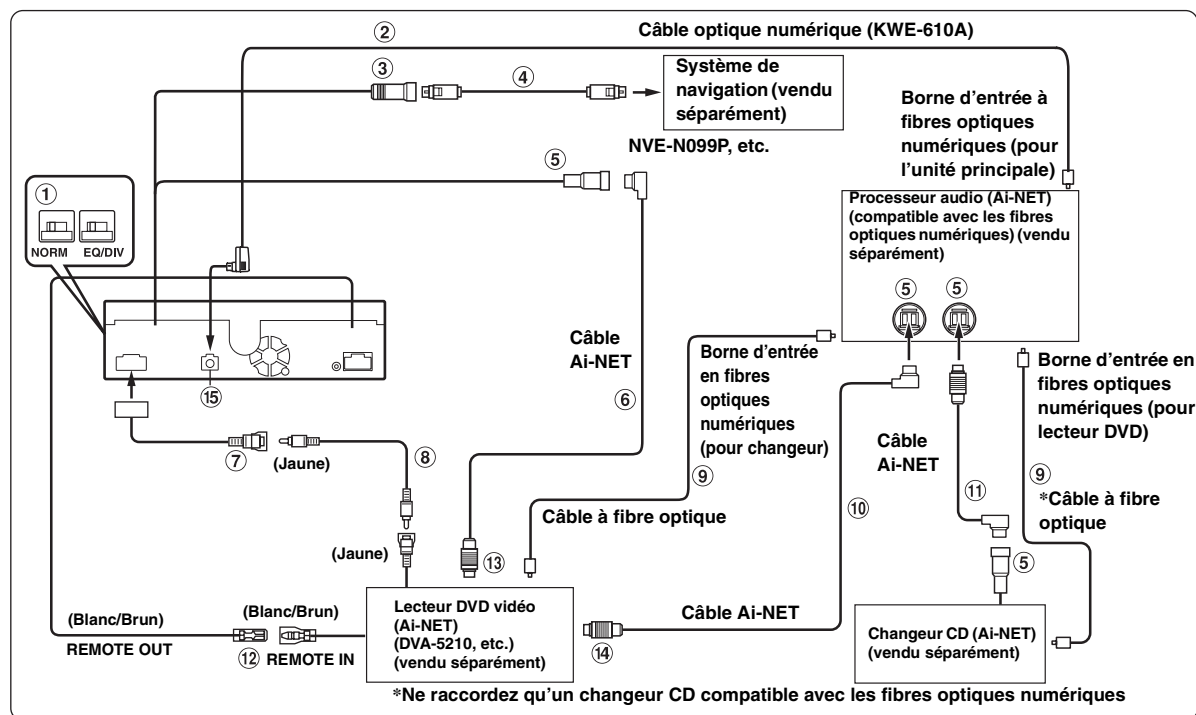 ②
Câble optique numérique (KWE-610A)
③
④
Système de
navigation (vendu
séparément)
NVE-N099P, etc.
Borne d'entrée à
fibres optiques
numériques (pour
l'unité principale)
⑤
①
NORM EQ/DIV
Processeur audio (Ai-NET)
(compatible avec les fibres
optiques numériques) (vendu
séparément)
⑤ ⑤
Câble
Ai-NET
⑥
⑮
Borne d'entrée
en fibres
optiques
numériques
(pour changeur)
⑨
Borne d'entrée en
fibres optiques
numériques (pour
lecteur DVD)
⑨
*Câble à fibre
optique
Câble
Ai-NET
⑪
⑩
⑦
(Jaune)
⑧
Câble à fibre optique
(Jaune)
⑬
⑤
(Blanc/Brun)
REMOTE OUT
⑫
(Blanc/Brun)
REMOTE IN
Lecteur DVD vidéo
(Ai-NET)
(DVA-5210, etc.)
(vendu séparément)
Câble Ai-NET
⑭
Changeur CD (Ai-NET)
(vendu séparément)
*Ne raccordez qu'un changeur CD compatible avec les fibres optiques numériques